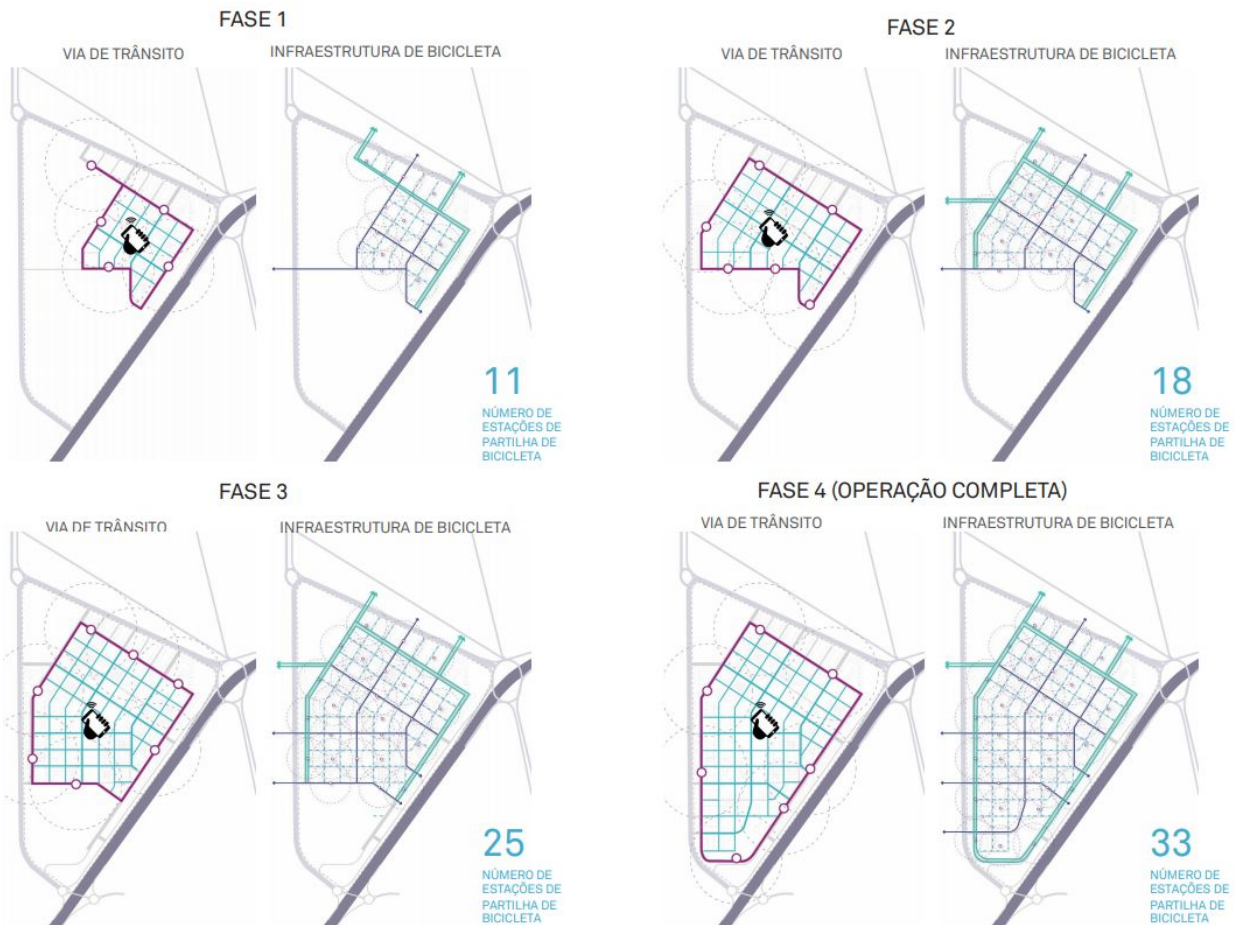 FASE 1
VIA DE TRÂNSITO
INFRAESTRUTURA DE BICICLETA
11
NÚMERO DE
ESTAÇÕES DE
PARTILHA DE
BICICLETA
FASE 2
VIA DE TRÂNSITO
INFRAESTRUTURA DE BICICLETA
18
NÚMERO DE
ESTAÇÕES DE
PARTILHA DE
BICICLETA
FASE 3
VIA DE TRÂNSITO
INFRAESTRUTURA DE BICICLETA
25
NÚMERO DE
ESTAÇÕES DE
PARTILHA DE
BICICLETA
FASE 4 (OPERAÇÃO COMPLETA)
VIA DE TRÂNSITO
INFRAESTRUTURA DE BICICLETA
33
NÚMERO DE
ESTAÇÕES DE
PARTILHA DE
BICICLETA